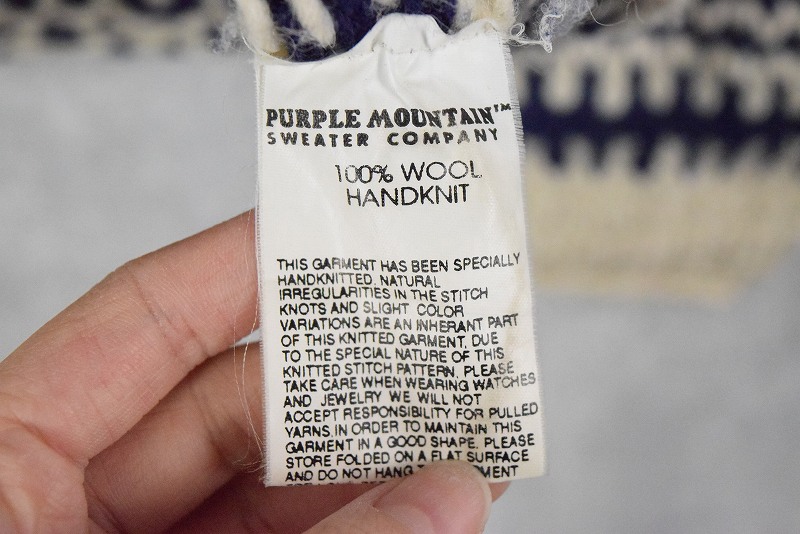 PURPLE MOUNTAIN™
SWEATER COMPANY
100% WOOL
HANDKNIT
THIS GARMENT HAS BEEN SPECIALLY
HANDKNITTED. NATURAL
IRREGULARITIES IN THE STITCH
KNOTS AND SLIGHT COLOR
VARIATIONS ARE AN INHERANT PART
OF THIS KNITTED GARMENT, DUE
TO THE SPECIAL NATURE OF THIS
KNITTED STITCH PATTERN, PLEASE
TAKE CARE WHEN WEARING WATCHES
AND JEWELRY WE WILL NOT
ACCEPT RESPONSIBILITY FOR PULLED
YARNS. IN ORDER TO MAINTAIN THIS
GARMENT IN A GOOD SHAPE, PLEASE
STORE FOLDED ON A FLAT SURFACE
AND DO NOT HANG